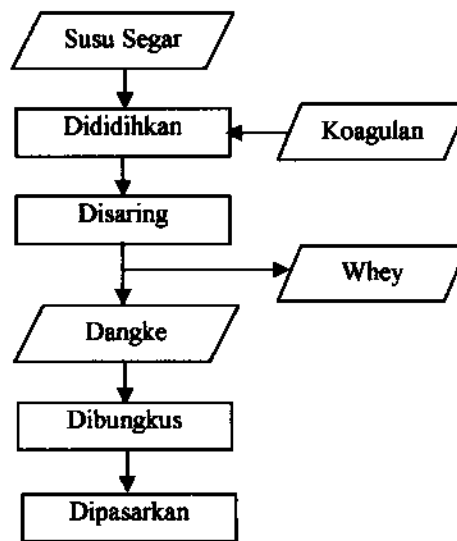 Susu Segar
Dididihkan
Koagulan
Disaring
Whey
Dangke
Dibungkus
Dipasarkan